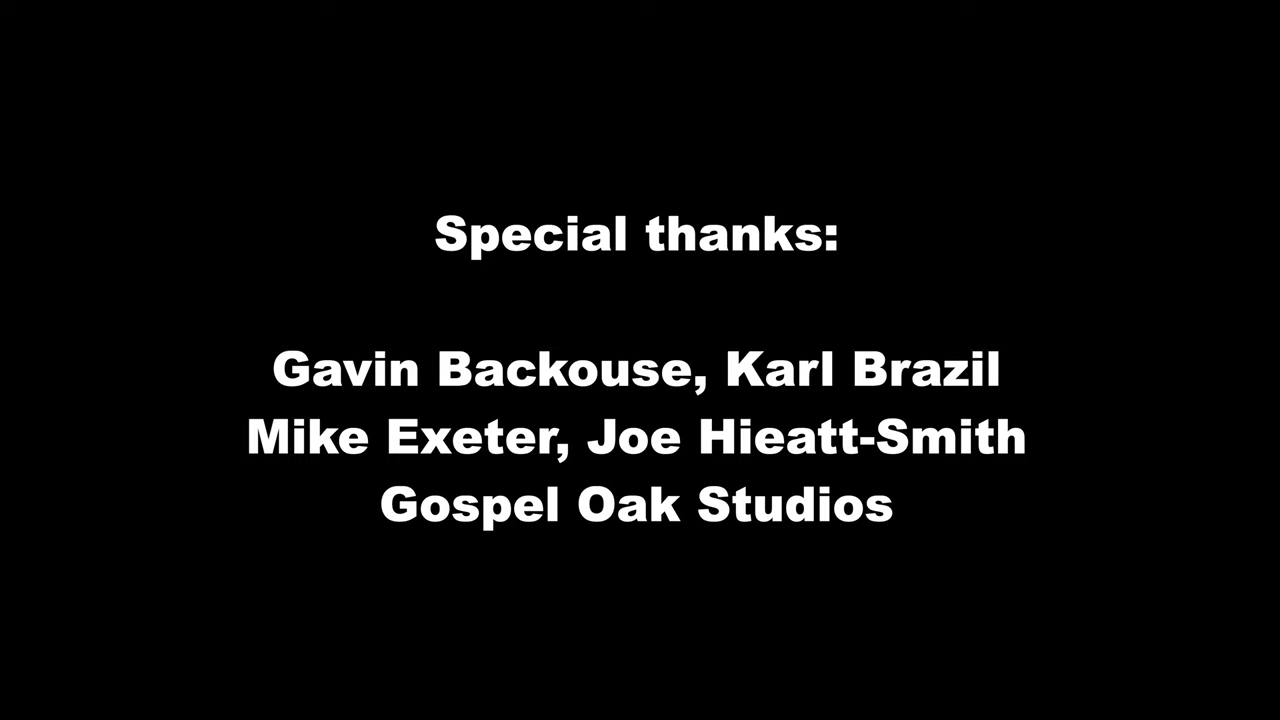 Special thanks:
Gavin Backouse, Karl Brazil
Mike Exeter, Joe Hieatt-Smith
Gospel Oak Studios